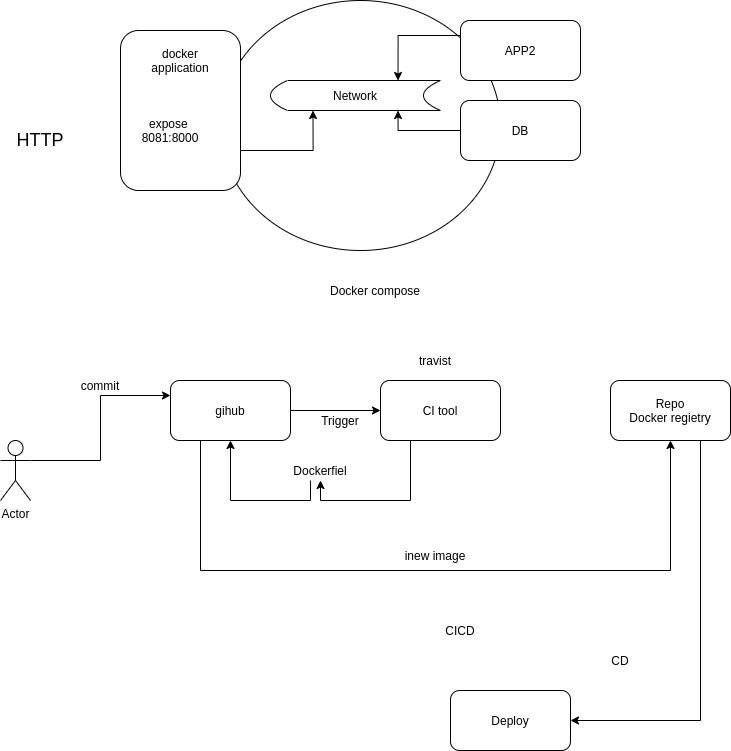 docker
application
APP2
Network
expose
8081:8000
HTTP
DB
Docker compose
travist
commit
gihub
Trigger
CI tool
Repo
Docker regietry
Dockerfiel
Actor
inew image
CICD
CD
Deploy